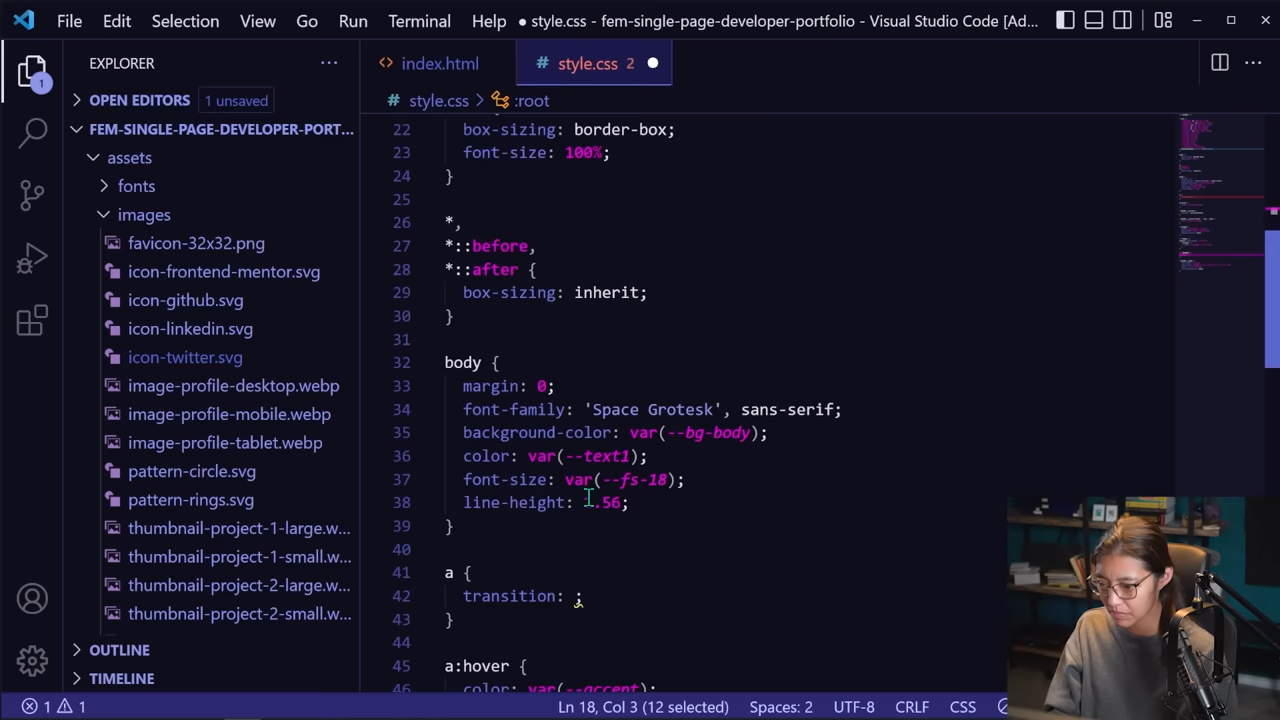 File Edit Selection View Go Run Terminal Help ● style.css - fem-single-page-developer-portfolio - Visual Studio Code [Ad...
EXPLORER ...
OPEN EDITORS 1 unsaved
FEM-SINGLE-PAGE-DEVELOPER-PORT...
assets
fonts
images
favicon-32x32.png
icon-frontend-mentor.svg
icon-github.svg
icon-linkedin.svg
icon-twitter.svg
image-profile-desktop.webp
image-profile-mobile.webp
image-profile-tablet.webp
pattern-circle.svg
pattern-rings.svg
thumbnail-project-1-large.w...
thumbnail-project-1-small.w...
thumbnail-project-2-large.w...
thumbnail-project-2-small.w...
OUTLINE
TIMELINE
1
<> index.html # style.css 2 ●
# style.css > :root
22 box-sizing: border-box;
23 font-size: 100%;
24 }
25
26 *,
27 *::before,
28 *::after {
29 box-sizing: inherit;
30 }
31
32 body {
33 margin: 0;
34 font-family: 'Space Grotesk', sans-serif;
35 background-color: var(--bg-body);
36 color: var(--text1);
37 font-size: var(--fs-18);
38 line-height: .56;
39 }
40
41 a {
42 transition: ;
43 }
44
45 a:hover {
46 color: var(--accent);
1 1 Ln 18, Col 3 (12 selected) Spaces: 2 UTF-8 CRLF CSS